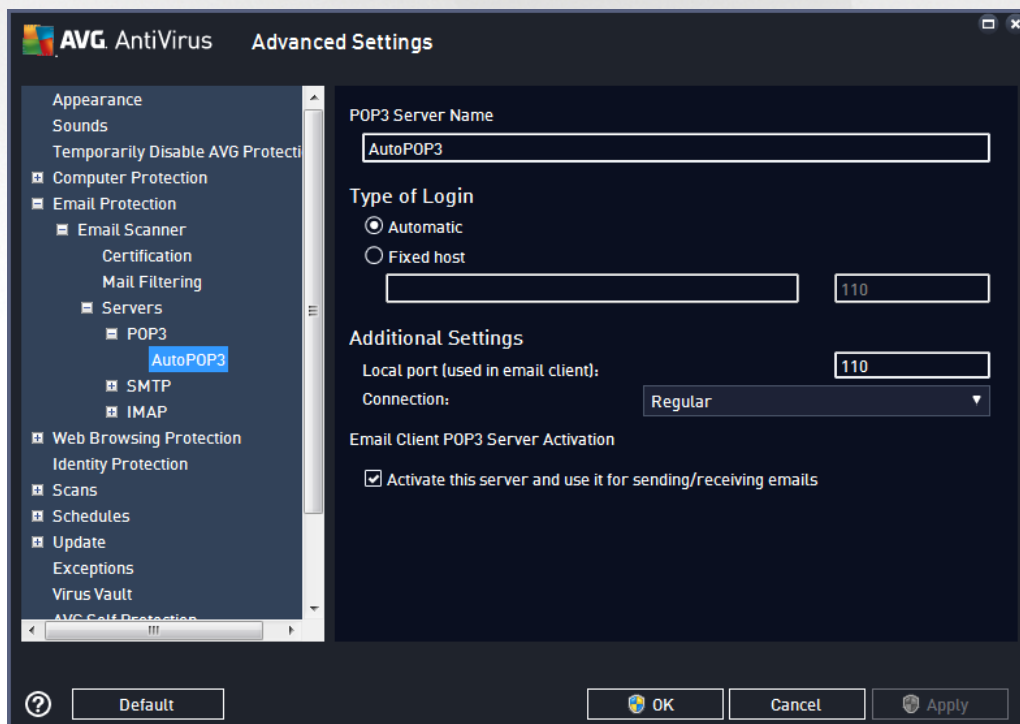 AVG. AntiVirus Advanced Settings
Appearance
Sounds
Temporarily Disable AVG Protecti
Computer Protection
Email Protection
Email Scanner
Certification
Mail Filtering
Servers
POP3
AutoPOP3
SMTP
IMAP
Web Browsing Protection
Identity Protection
Scans
Schedules
Update
Exceptions
Virus Vault
AVG Self Protection
POP3 Server Name
AutoPOP3
Type of Login
Automatic
Fixed host
110
Additional Settings
Local port (used in email client): 110
Connection: Regular
Email Client POP3 Server Activation
Activate this server and use it for sending/receiving emails
? Default OK Cancel Apply